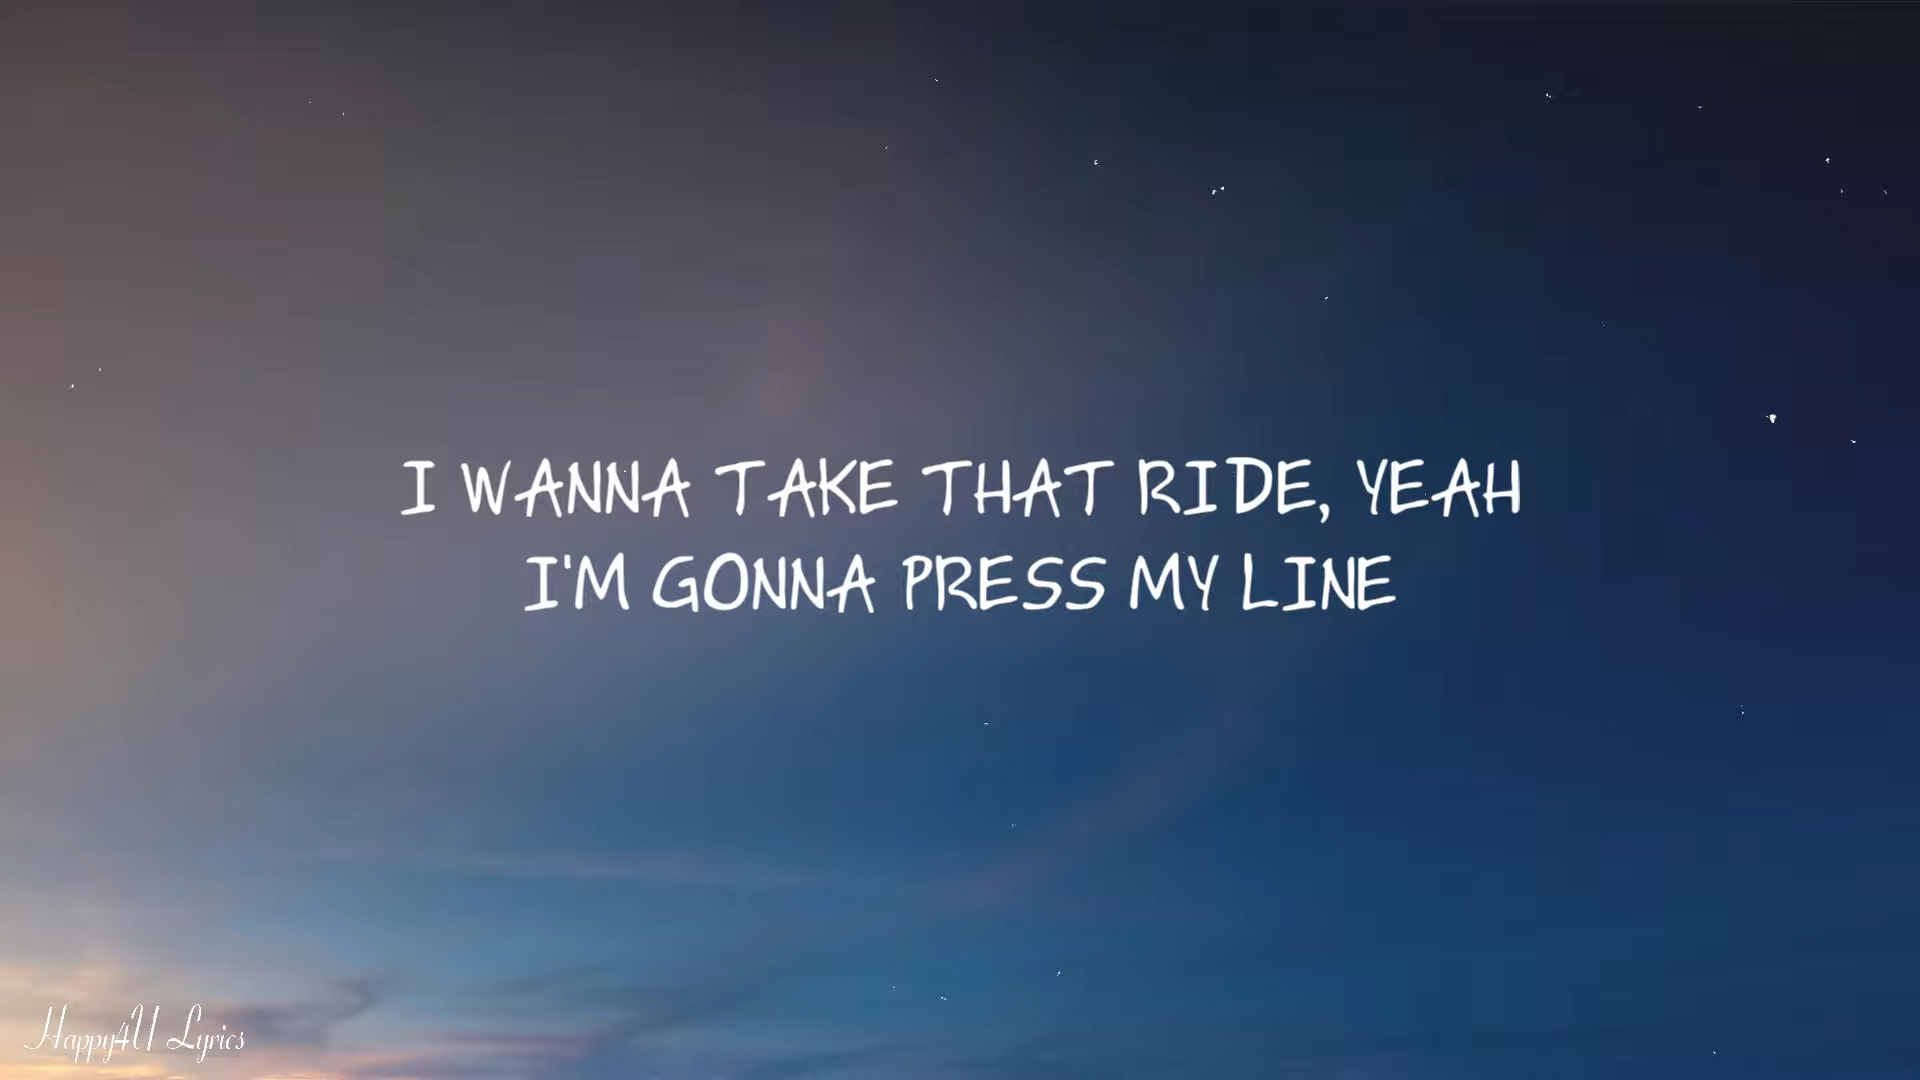 I WANNA TAKE THAT RIDE, YEAH
I'M GONNA PRESS MY LINE
Happy4U Lyrics